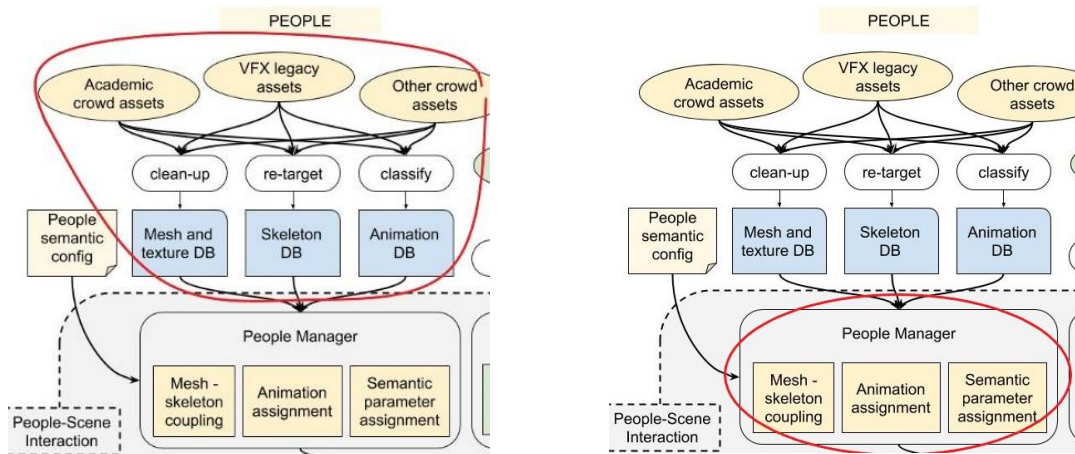 PEOPLE
Academic
crowd assets
VFX legacy
assets
Other crowd
assets
clean-up
re-target
classify
People
semantic
config
Mesh and
texture DB
Skeleton
DB
Animation
DB
People Manager
Mesh -
skeleton
coupling
Animation
assignment
Semantic
parameter
assignment
People-Scene
Interaction
PEOPLE
Academic
crowd assets
VFX legacy
assets
Other crowd
assets
clean-up
re-target
classify
People
semantic
config
Mesh and
texture DB
Skeleton
DB
Animation
DB
People Manager
Mesh -
skeleton
coupling
Animation
assignment
Semantic
parameter
assignment
People-Scene
Interaction